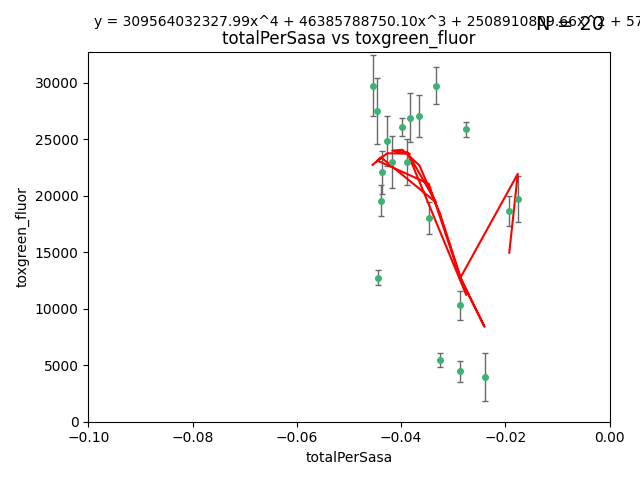 y = 309564032327.99x^4 + 46385788750.10x^3 + 2508910809.66x^2 + 57
N = 20
totalPerSasa vs toxgreen_fluor
30000
25000
20000
15000
10000
5000
0
toxgreen_fluor
−0.10 −0.08 −0.06 −0.04 −0.02 0.00
totalPerSasa